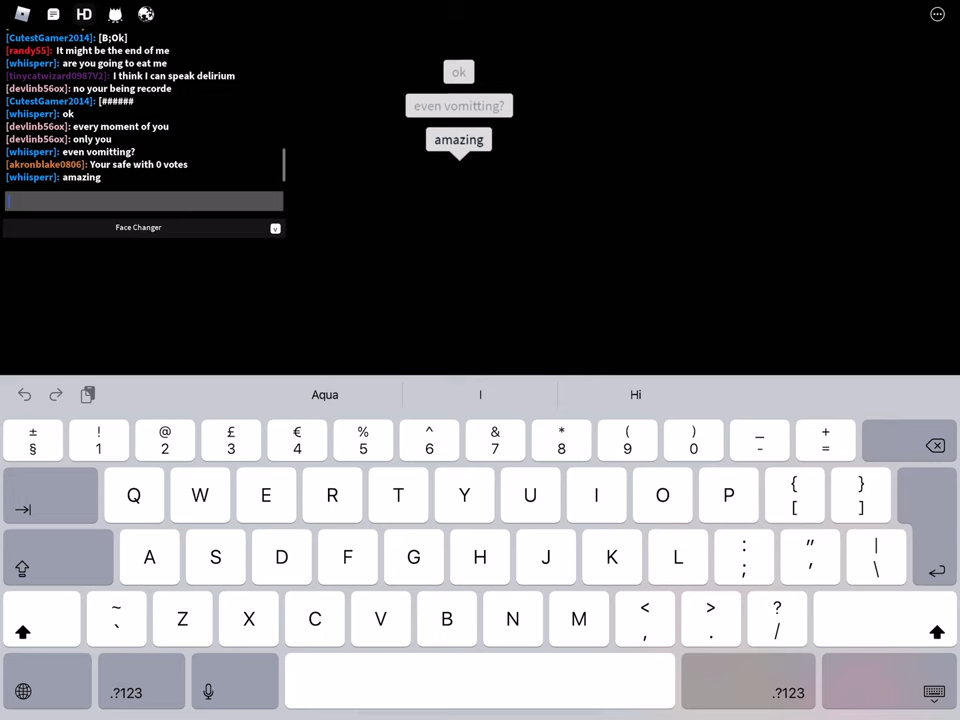 HD
[CutestGamer2014]: [B;Ok]
[randy55]: It might be the end of me
[whiisperr]: are you going to eat me
[tinycatwizard0987V2]: I think I can speak delirium
[devlinb56ox]: no your being recorde
[CutestGamer2014]: [######
[whiisperr]: ok
[devlinb56ox]: every moment of you
[devlinb56ox]: only you
[whiisperr]: even vomitting?
[akronblake0806]: Your safe with 0 votes
[whiisperr]: amazing
Face Changer
v
ok
even vomitting?
amazing
Aqua I Hi
± ! @ £ € % ^ & * ( ) _ +
§ 1 2 3 4 5 6 7 8 9 0 - =
Q W E R T Y U I O P { }
[ ]
A S D F G H J K L : " |
; ' \
~ Z X C V B N M < > ?
` , . /
.?123 .?123